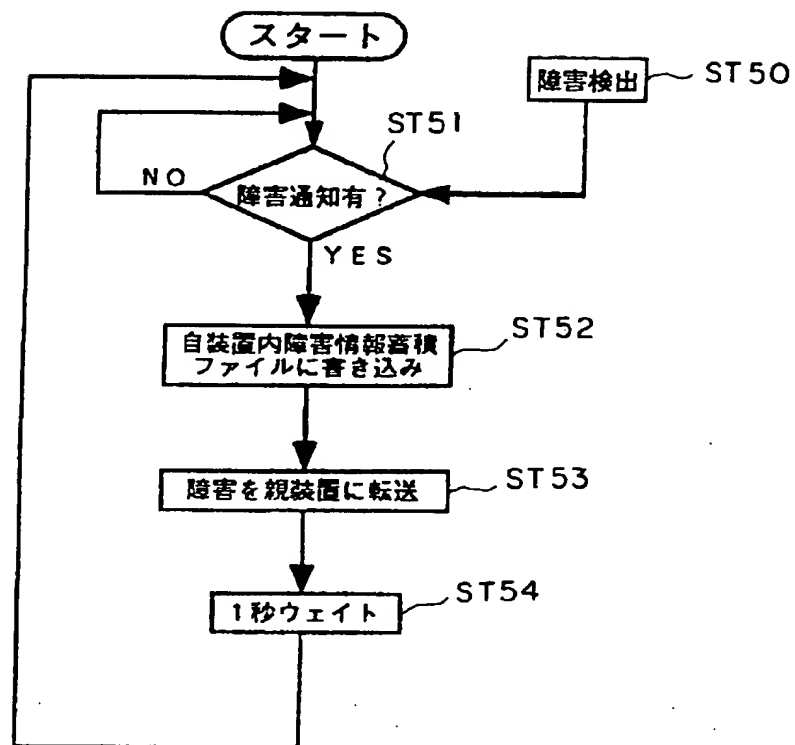 スタート
障害検出
ST50
ST51
NO
障害通知有?
YES
自装置内障害情報蓄積
ファイルに書き込み
ST52
障害を親装置に転送
ST53
1秒ウェイト
ST54